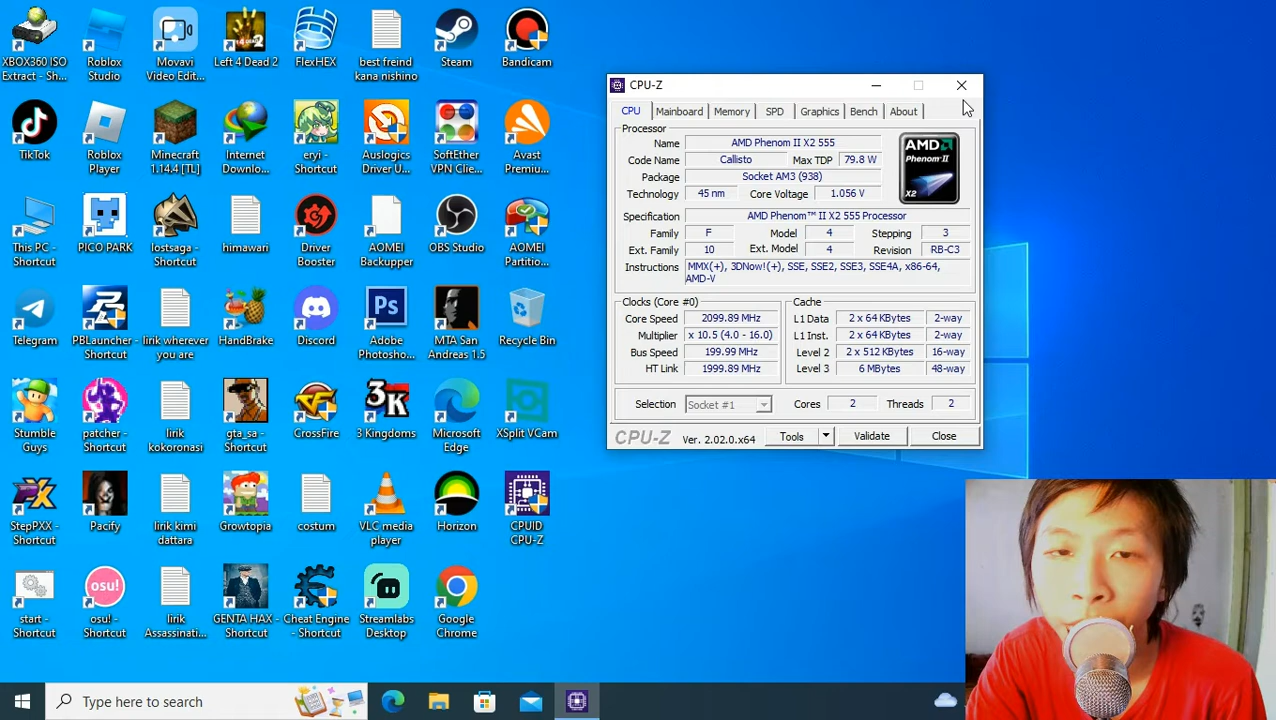 XBOX360 ISO
Extract - Sh...
Roblox
Studio
Movavi
Video Edit...
Left 4 Dead 2
FlexHEX
best freind
kana nishino
Steam
Bandicam
TikTok
Roblox
Player
Minecraft
1.14.4 [TL]
Internet
Downlo...
eryi -
Shortcut
Auslogics
Driver U...
SoftEther
VPN Clie...
Avast
Premiu...
This PC -
Shortcut
PICO PARK
lostsaga -
Shortcut
himawari
Driver
Booster
AOMEI
Backupper
OBS Studio
AOMEI
Partitio...
Telegram
PBLauncher -
Shortcut
lirik wherever
you are
HandBrake
Discord
Adobe
Photosho...
MTA San
Andreas 1.5
Recycle Bin
Stumble
Guys
patcher -
Shortcut
lirik
kokoronasi
gta_sa -
Shortcut
CrossFire
3 Kingdoms
Microsoft
Edge
XSplit VCam
StepPXX -
Shortcut
Pacify
lirik kimi
dattara
Growtopia
costum
VLC media
player
Horizon
CPUID
CPU-Z
start -
Shortcut
osu! -
Shortcut
lirik
Assassinati...
GENTA HAX -
Shortcut
Cheat Engine
- Shortcut
Streamlabs
Desktop
Google
Chrome
CPU-Z
CPU Mainboard Memory SPD Graphics Bench About
Processor
Name AMD Phenom II X2 555
Code Name Callisto Max TDP 79.8 W
Package Socket AM3 (938)
Technology 45 nm Core Voltage 1.056 V
AMD
Phenom II
X2
Specification AMD Phenom™ II X2 555 Processor
Family F Model 4 Stepping 3
Ext. Family 10 Ext. Model 4 Revision RB-C3
Instructions MMX(+), 3DNow!(+), SSE, SSE2, SSE3, SSE4A, x86-64,
AMD-V
Clocks (Core #0)
Core Speed 2099.89 MHz
Multiplier x 10.5 (4.0 - 16.0)
Bus Speed 199.99 MHz
HT Link 1999.89 MHz
Cache
L1 Data 2 x 64 KBytes 2-way
L1 Inst. 2 x 64 KBytes 2-way
Level 2 2 x 512 KBytes 16-way
Level 3 6 MBytes 48-way
Selection Socket #1 Cores 2 Threads 2
CPU-Z Ver. 2.02.0.x64 Tools Validate Close
Type here to search